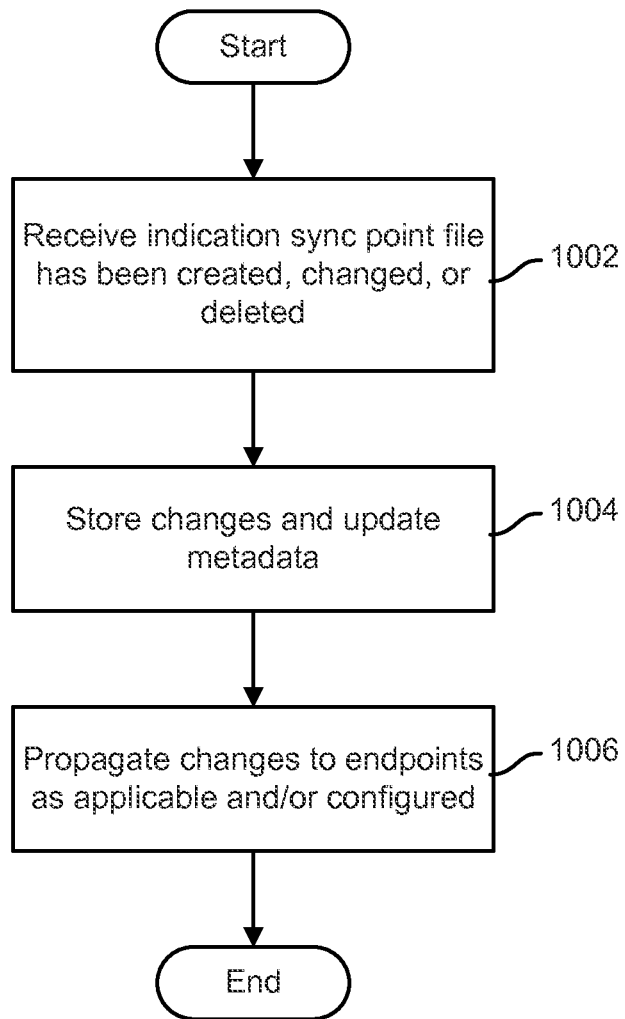 Start
Receive indication sync point file
has been created, changed, or
deleted
1002
Store changes and update
metadata
1004
Propagate changes to endpoints
as applicable and/or configured
1006
End